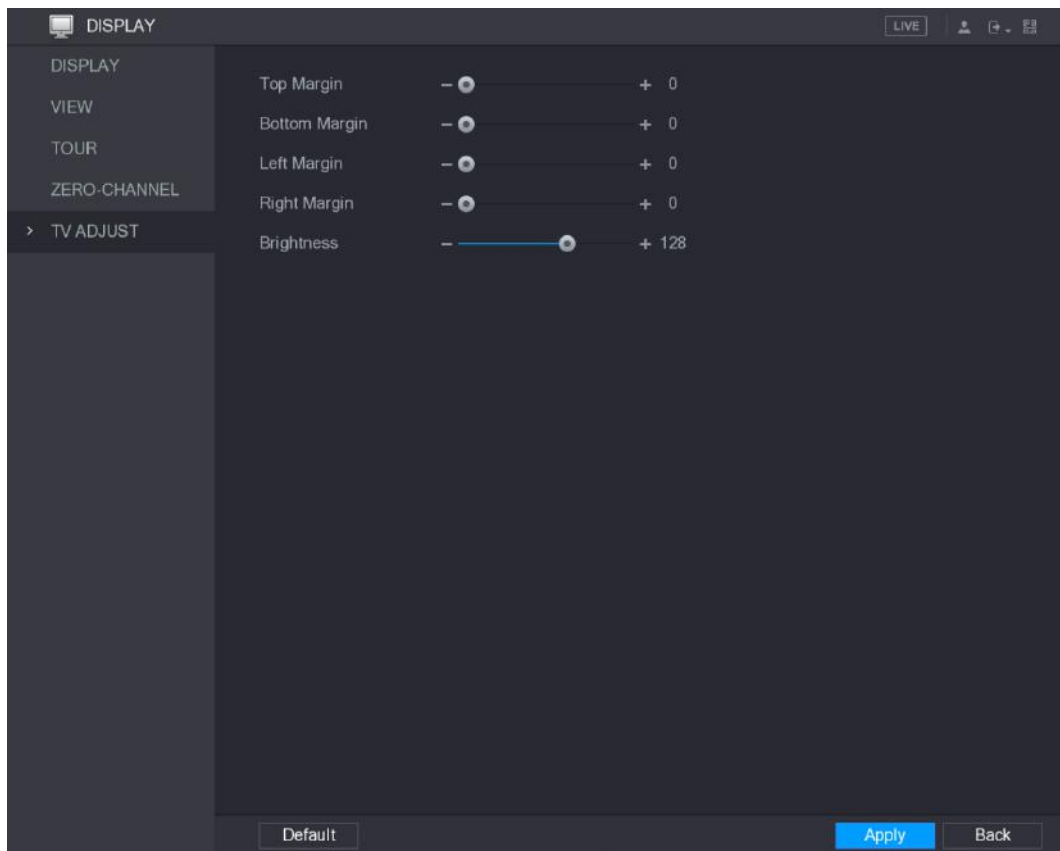 DISPLAY
LIVE
DISPLAY
VIEW
TOUR
ZERO-CHANNEL
> TV ADJUST
Top Margin - + 0
Bottom Margin - + 0
Left Margin - + 0
Right Margin - + 0
Brightness - + 128
Default
Apply
Back